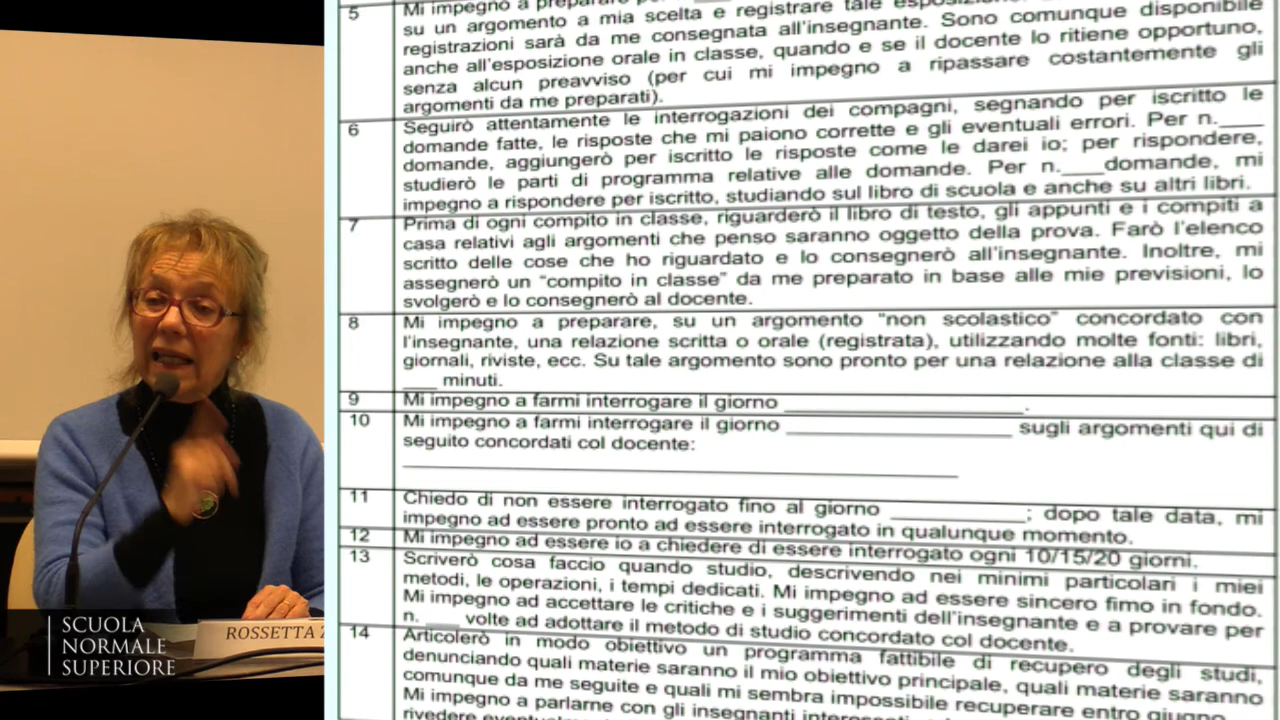 5 Mi impegno a preparare per
su un argomento a mia scelta e registrare tale
registrazioni sarà da me consegnata all'insegnante. Sono comunque disponibile
anche all'esposizione orale in classe, quando e se il docente lo ritiene opportuno,
senza alcun preavviso (per cui mi impegno a ripassare costantemente gli
argomenti da me preparati).
6 Seguirò attentamente le interrogazioni dei compagni, segnando per iscritto le
domande fatte, le risposte che mi paiono corrette e gli eventuali errori. Per n.____
domande, aggiungerò per iscritto le risposte come le darei io; per rispondere,
studierò le parti di programma relative alle domande. Per n.____domande, mi
impegno a rispondere per iscritto, studiando sul libro di scuola e anche su altri libri.
7 Prima di ogni compito in classe, riguarderò il libro di testo, gli appunti e i compiti a
casa relativi agli argomenti che penso saranno oggetto della prova. Farò l'elenco
scritto delle cose che ho riguardato e lo consegnerò all'insegnante. Inoltre, mi
assegnerò un "compito in classe" da me preparato in base alle mie previsioni, lo
svolgerò e lo consegnerò al docente.
8 Mi impegno a preparare, su un argomento "non scolastico" concordato con
l'insegnante, una relazione scritta o orale (registrata), utilizzando molte fonti: libri,
giornali, riviste, ecc. Su tale argomento sono pronto per una relazione alla classe di
___ minuti.
9 Mi impegno a farmi interrogare il giorno ______________________.
10 Mi impegno a farmi interrogare il giorno ____________________ sugli argomenti qui di
seguito concordati col docente:
__________________________________________________
11 Chiedo di non essere interrogato fino al giorno ____________; dopo tale data, mi
impegno ad essere pronto ad essere interrogato in qualunque momento.
12 Mi impegno ad essere io a chiedere di essere interrogato ogni 10/15/20 giorni.
13 Scriverò cosa faccio quando studio, descrivendo nei minimi particolari i miei
metodi, le operazioni, i tempi dedicati. Mi impegno ad essere sincero fimo in fondo.
Mi impegno ad accettare le critiche e i suggerimenti dell'insegnante e a provare per
n. ___ volte ad adottare il metodo di studio concordato col docente.
14 Articolerò in modo obiettivo un programma fattibile di recupero degli studi,
denunciando quali materie saranno il mio obiettivo principale, quali materie saranno
comunque da me seguite e quali mi sembra impossibile recuperare entro giugno.
Mi impegno a parlarne con gli insegnanti
rivedere
ROSSETTA Z
SCUOLA
NORMALE
SUPERIORE